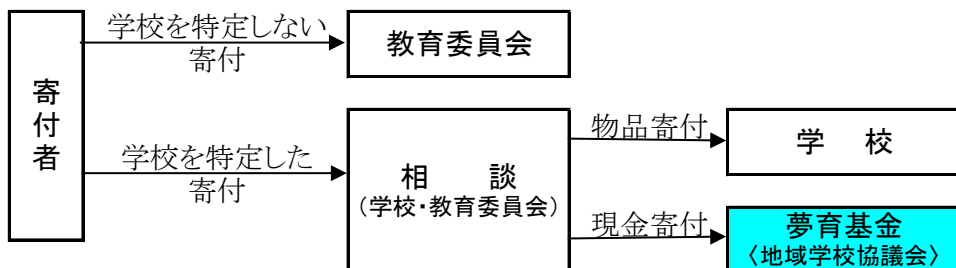 寄付者
学校を特定しない
寄付
教育委員会
学校を特定した
寄付
相　　談
(学校・教育委員会)
物品寄付
学　校
現金寄付
夢育基金
〈地域学校協議会〉